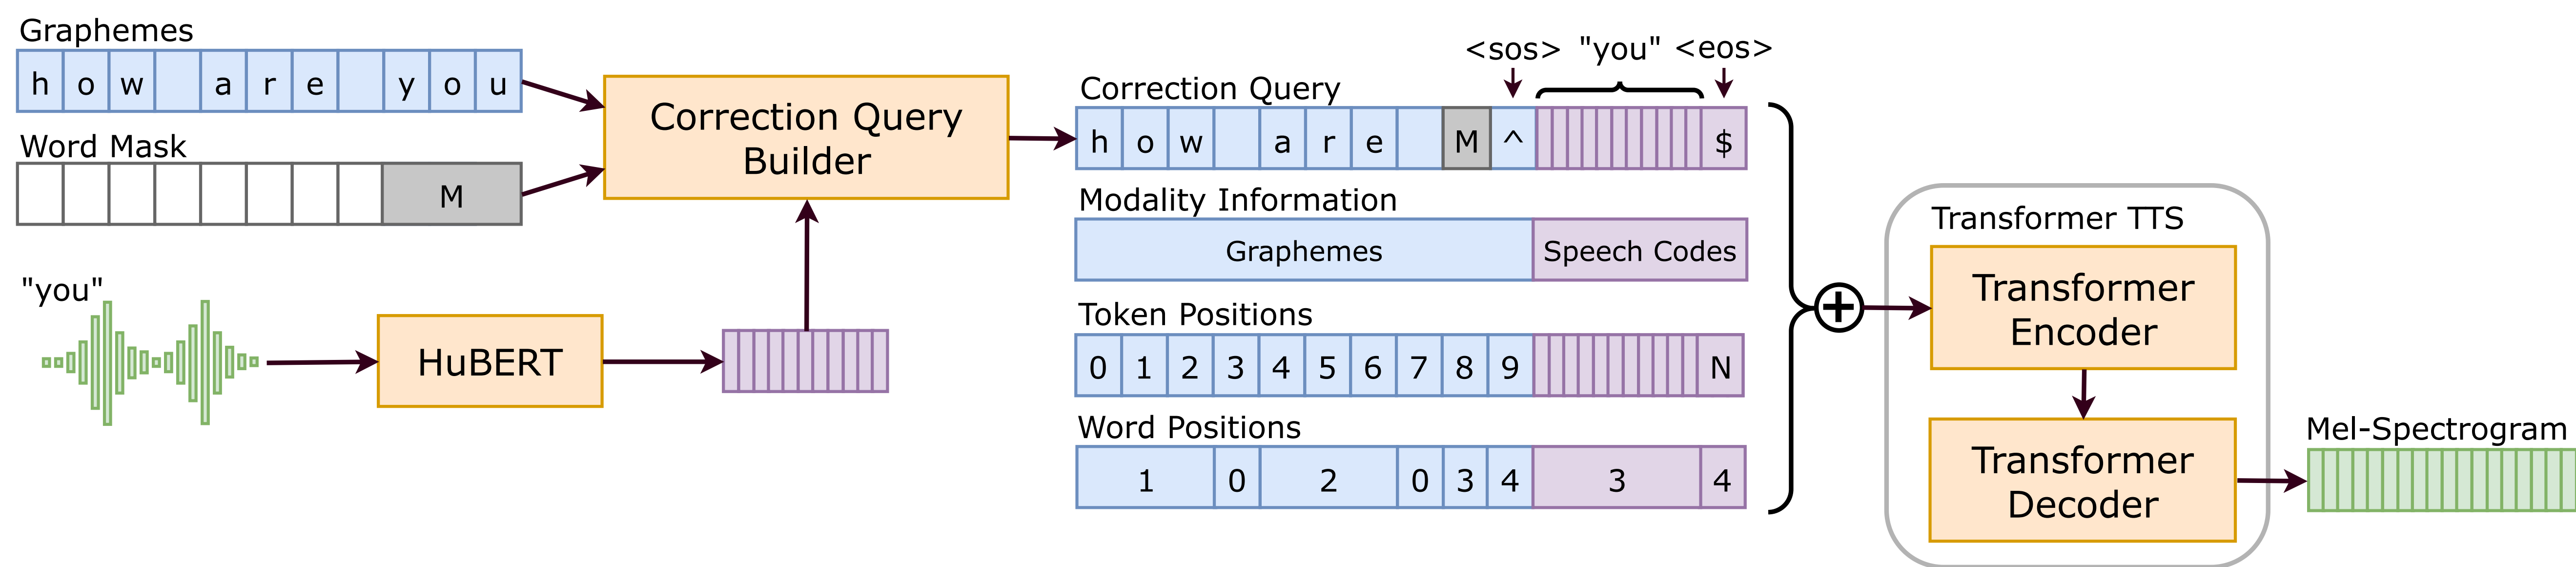 Graphemes
h o w a r e y o u
Word Mask
M
"you"
HuBERT
Correction Query
Builder
<sos> "you" <eos>
Correction Query
h o w a r e M ^ $
Modality Information
Graphemes Speech Codes
Token Positions
0 1 2 3 4 5 6 7 8 9 N
Word Positions
1 0 2 0 3 4 3 4
+
Transformer TTS
Transformer
Encoder
Transformer
Decoder
Mel-Spectrogram